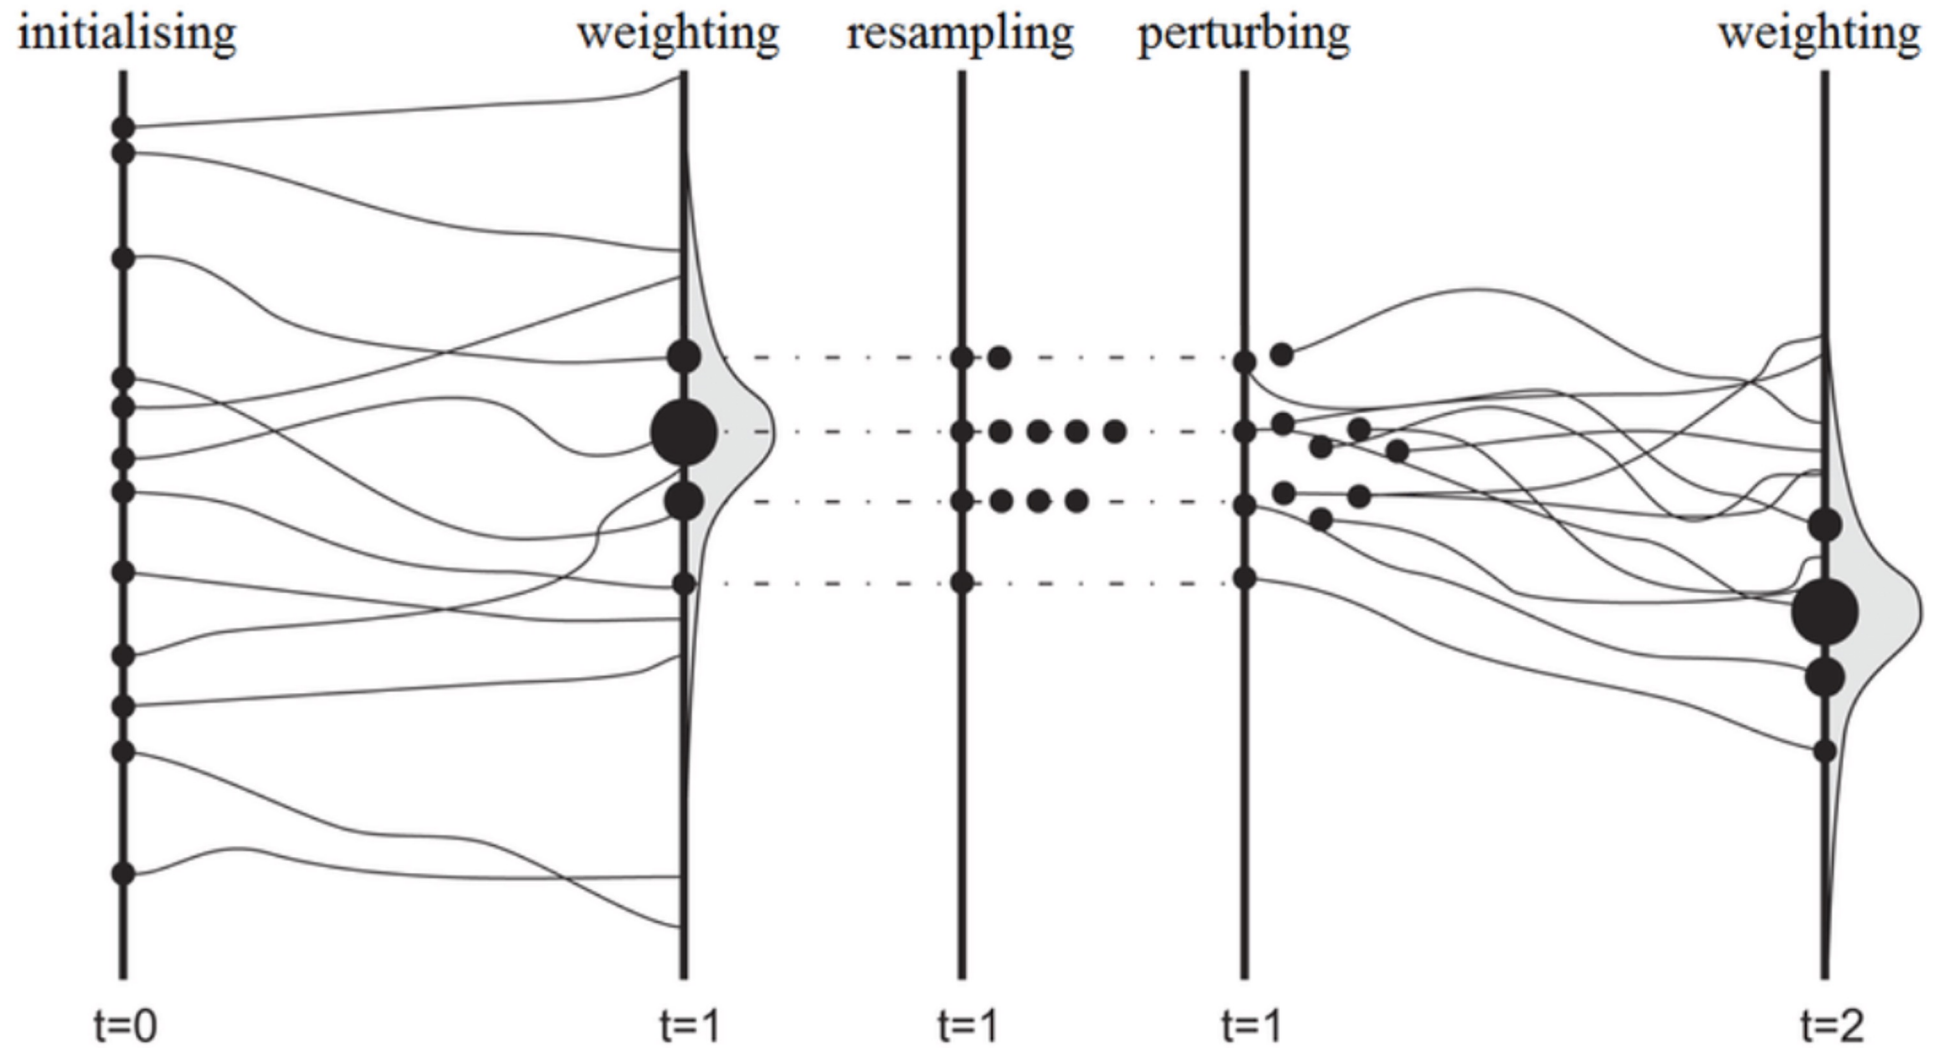 initialising weighting resampling perturbing weighting
t=0 t=1 t=1 t=1 t=2